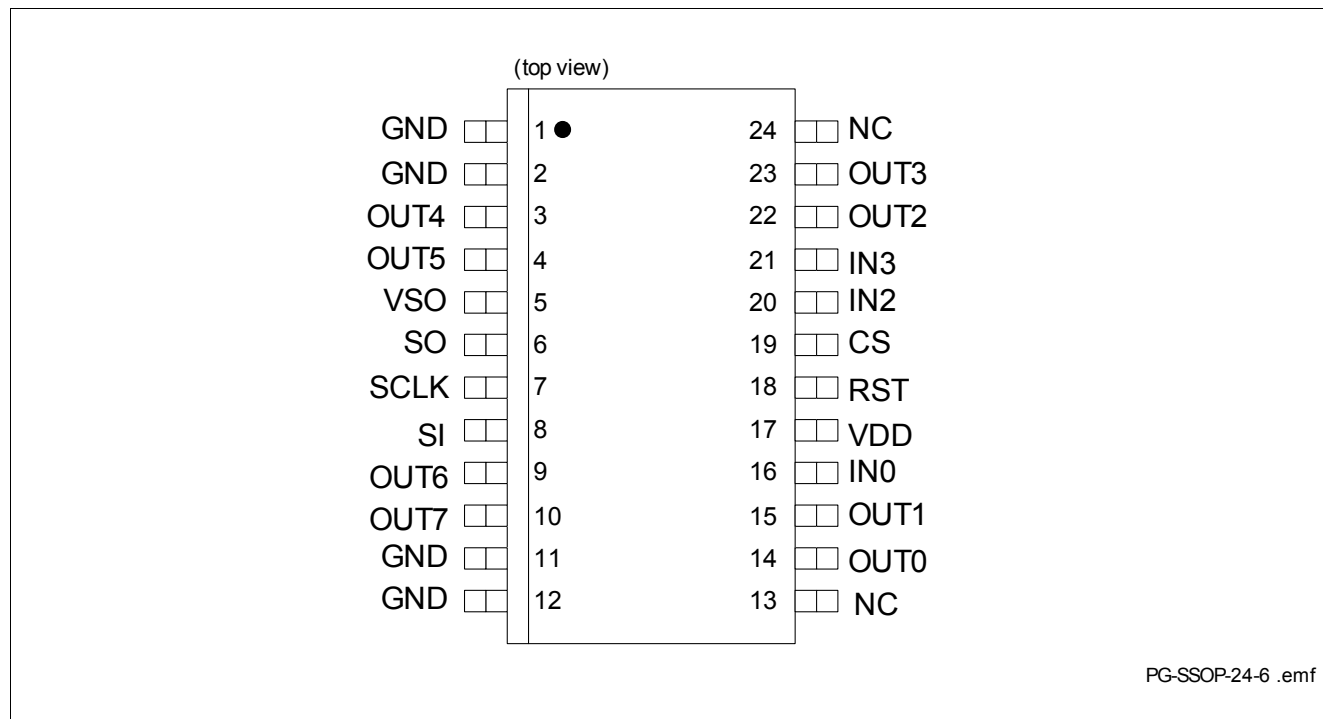 (top view)
GND 1 24 NC
GND 2 23 OUT3
OUT4 3 22 OUT2
OUT5 4 21 IN3
VSO 5 20 IN2
SO 6 19 CS
SCLK 7 18 RST
SI 8 17 VDD
OUT6 9 16 IN0
OUT7 10 15 OUT1
GND 11 14 OUT0
GND 12 13 NC
PG-SSOP-24-6 .emf